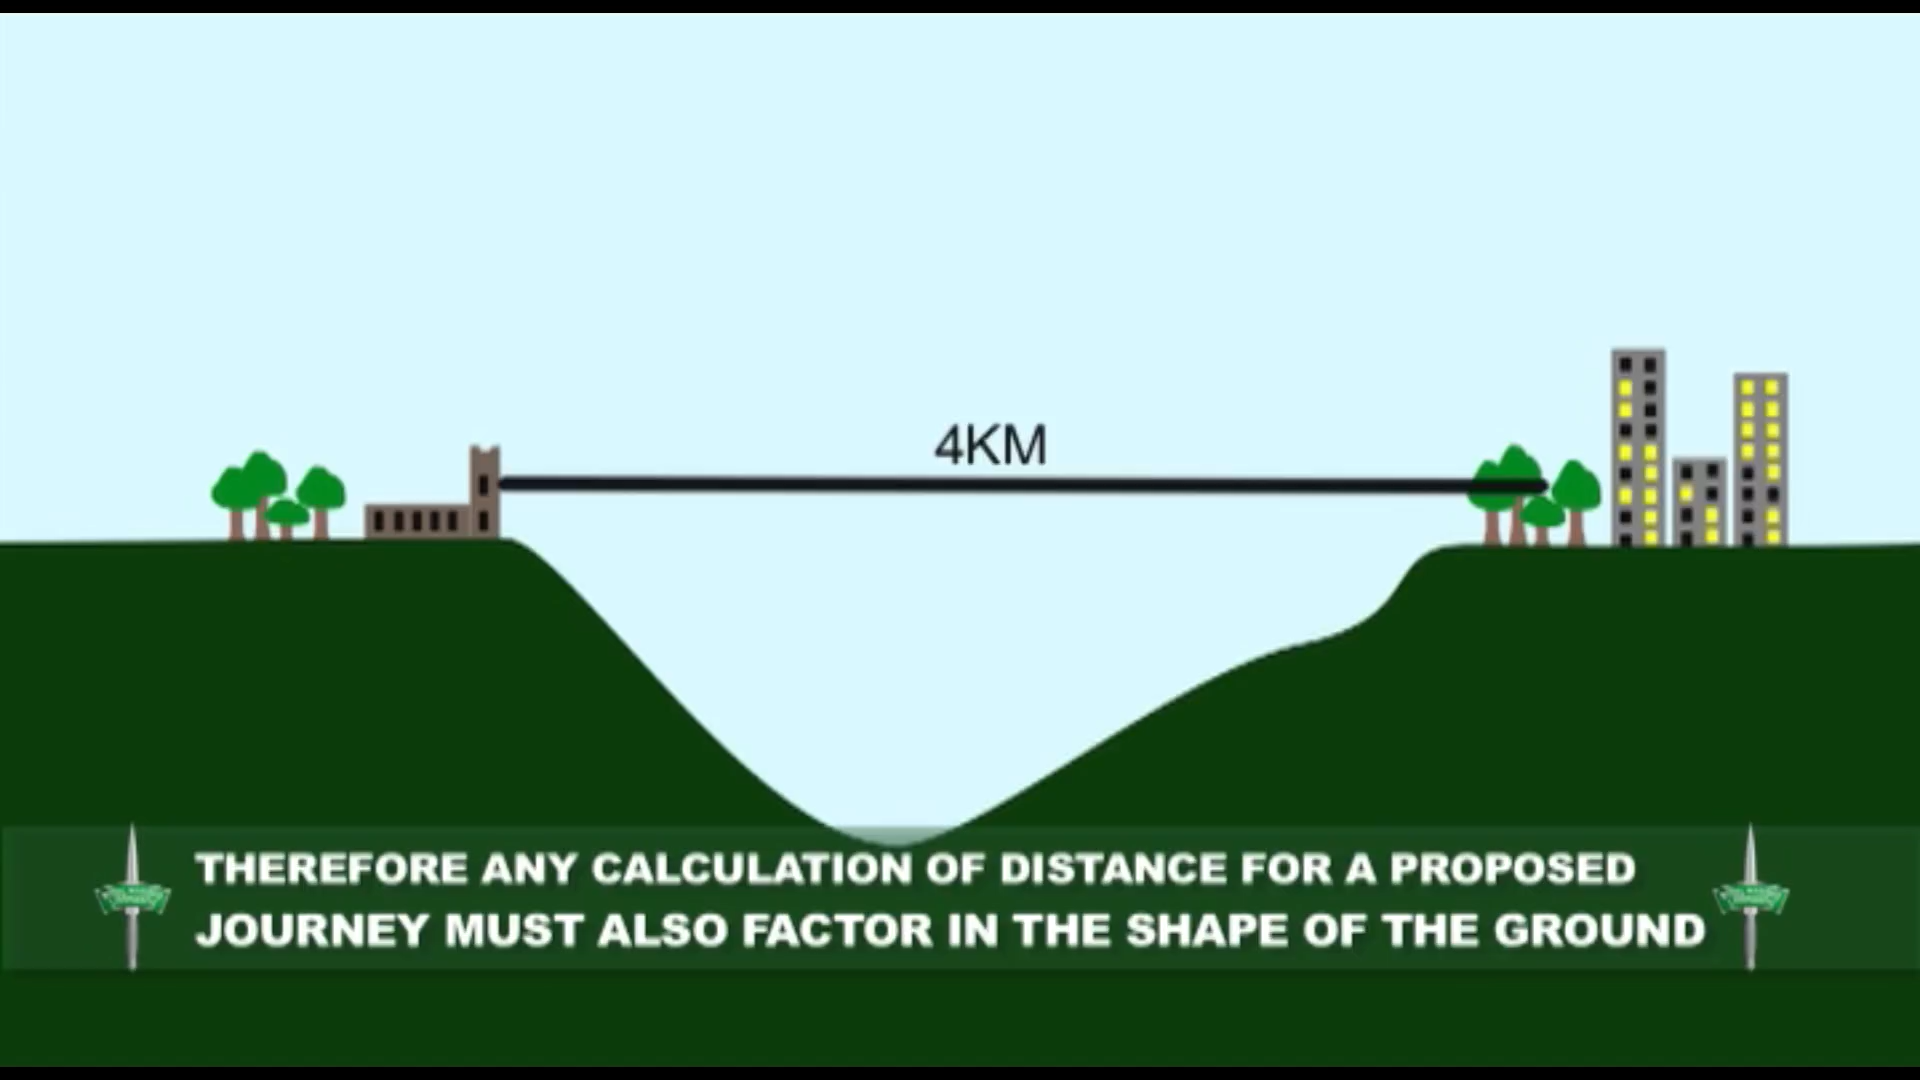 4KM
THEREFORE ANY CALCULATION OF DISTANCE FOR A PROPOSED
JOURNEY MUST ALSO FACTOR IN THE SHAPE OF THE GROUND